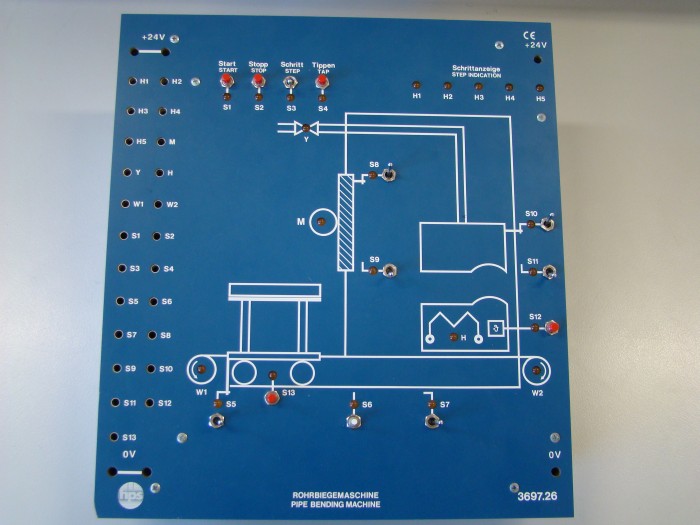 +24V
CE
+24V
Start Stopp Schritt Tippen
START STOP STEP TAP
S1 S2 S3 S4
Schrittanzeige
STEP INDICATION
H1 H2 H3 H4 H5
H1 H2
H3 H4
H5 M
Y H
W1 W2
S1 S2
S3 S4
S5 S6
S7 S8
S9 S10
S11 S12
S13
0V
Y
S8
M
S9
S10
S11
S12
H
W1
S5
S13
S6
S7
W2
0V
hps
ROHRBIEGEMASCHINE
PIPE BENDING MACHINE
3697.26